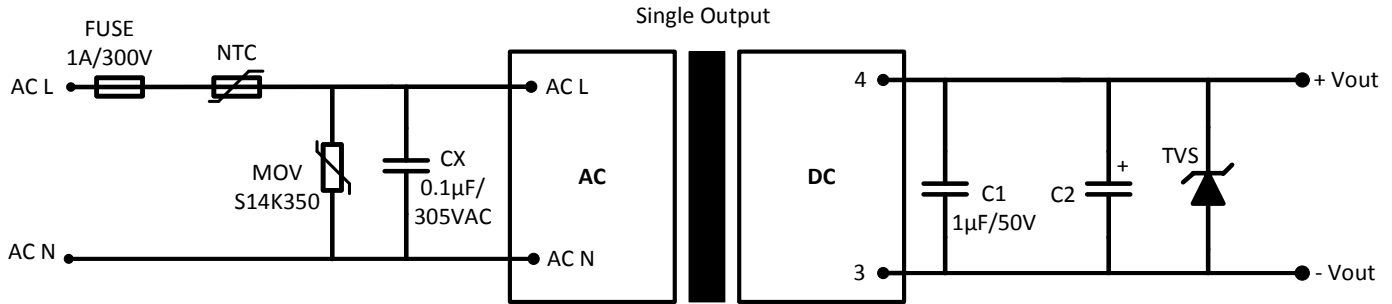 Single Output
FUSE
1A/300V
NTC
AC L
AC L
4
+ Vout
MOV
S14K350
CX
0.1µF/
305VAC
AC
DC
C1
1µF/50V
C2
+
TVS
AC N
AC N
3
- Vout